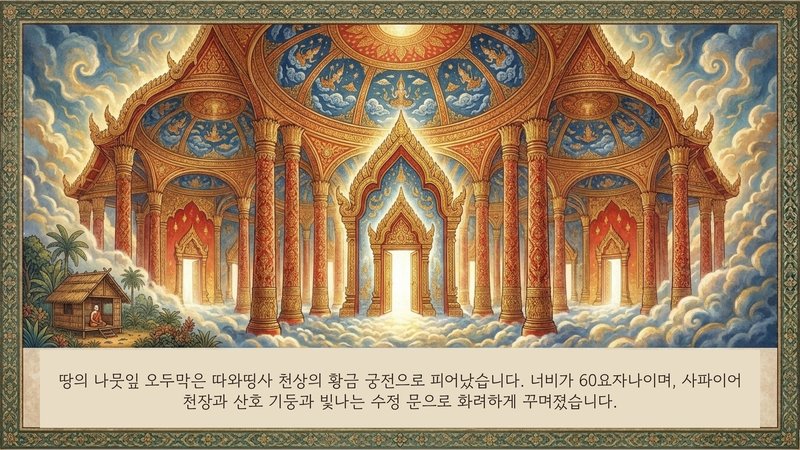 땅의 나뭇잎 오두막은 따와띵사 천상의 황금 궁전으로 피어났습니다. 너비가 60요자나이며, 사파이어
천장과 산호 기둥과 빛나는 수정 문으로 화려하게 꾸며졌습니다.